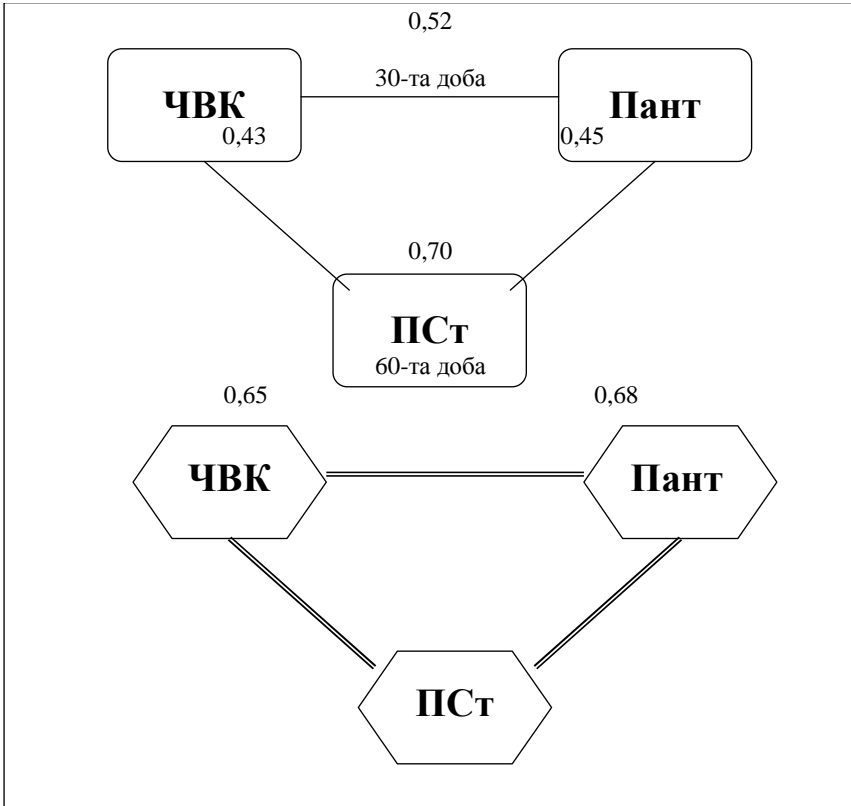 0,52
30-та доба
ЧВК
Пант
0,43
0,45
0,70
ПСт
60-та доба
0,65
0,68
ЧВК
Пант
ПСт